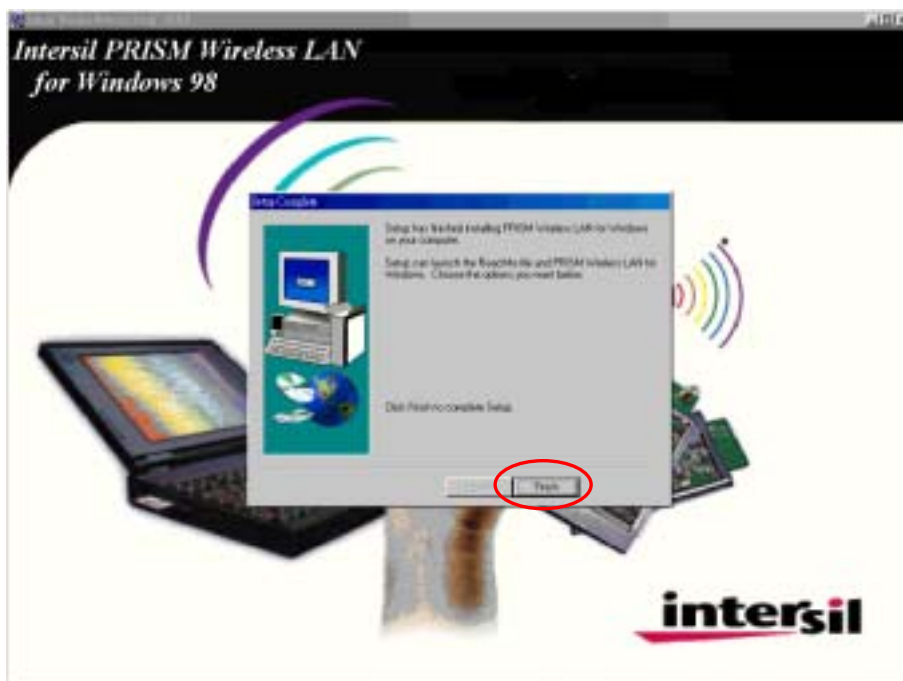 Intersil PRISM Wireless LAN
for Windows 98
Setup Complete
Setup has finished installing PRISM Wireless LAN for Windows
on your computer.
Setup can launch the ReadMe file and PRISM Wireless LAN for
Windows. Choose the options you want below.
Click Finish to complete Setup.
Finish
intersil